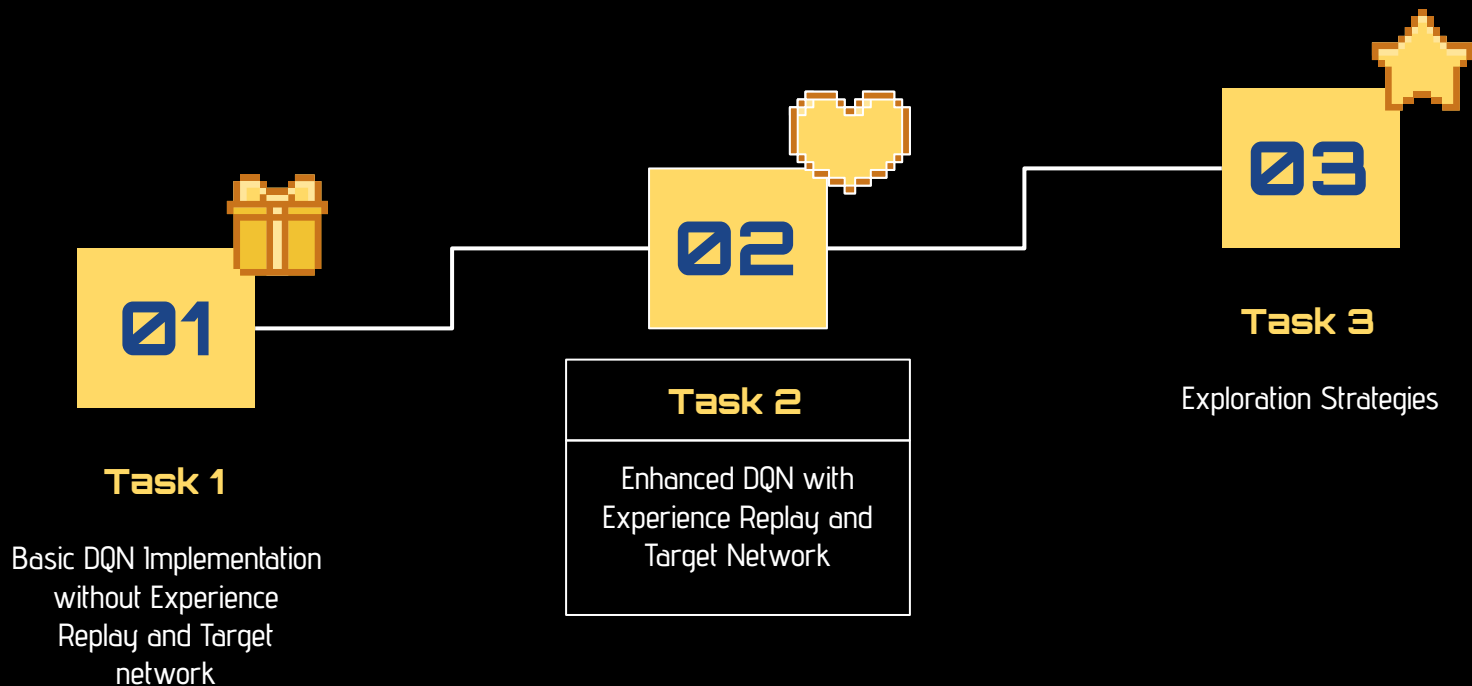 01
Task 1
Basic DQN Implementation
without Experience
Replay and Target
network
02
Task 2
Enhanced DQN with
Experience Replay and
Target Network
03
Task 3
Exploration Strategies